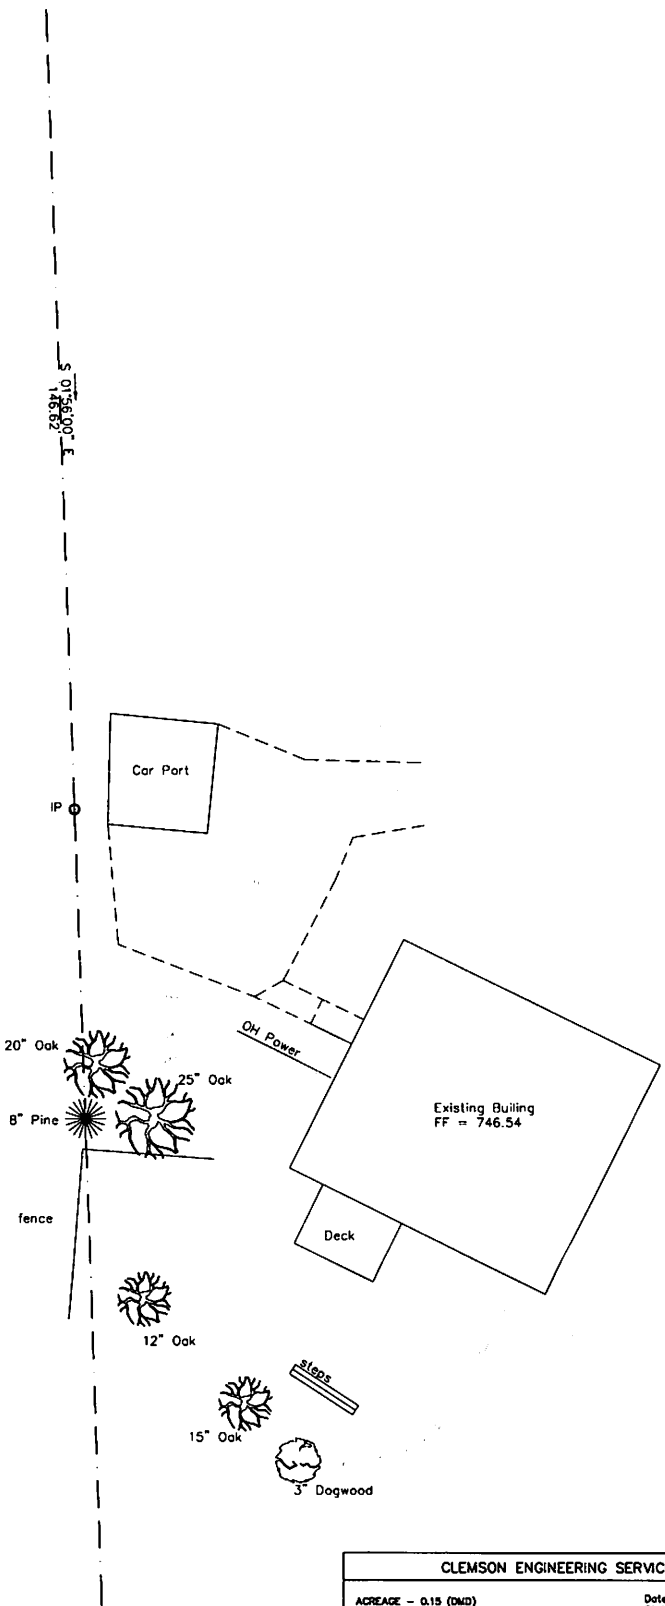 S 01°56'00" E
146.62'
Car Port
IP
OH Power
20" Oak
25" Oak
8" Pine
Existing Builing
FF = 746.54
fence
Deck
12" Oak
steps
15" Oak
3" Dogwood
CLEMSON ENGINEERING SERVIC
ACREAGE - 0.15 (DMD)
Date